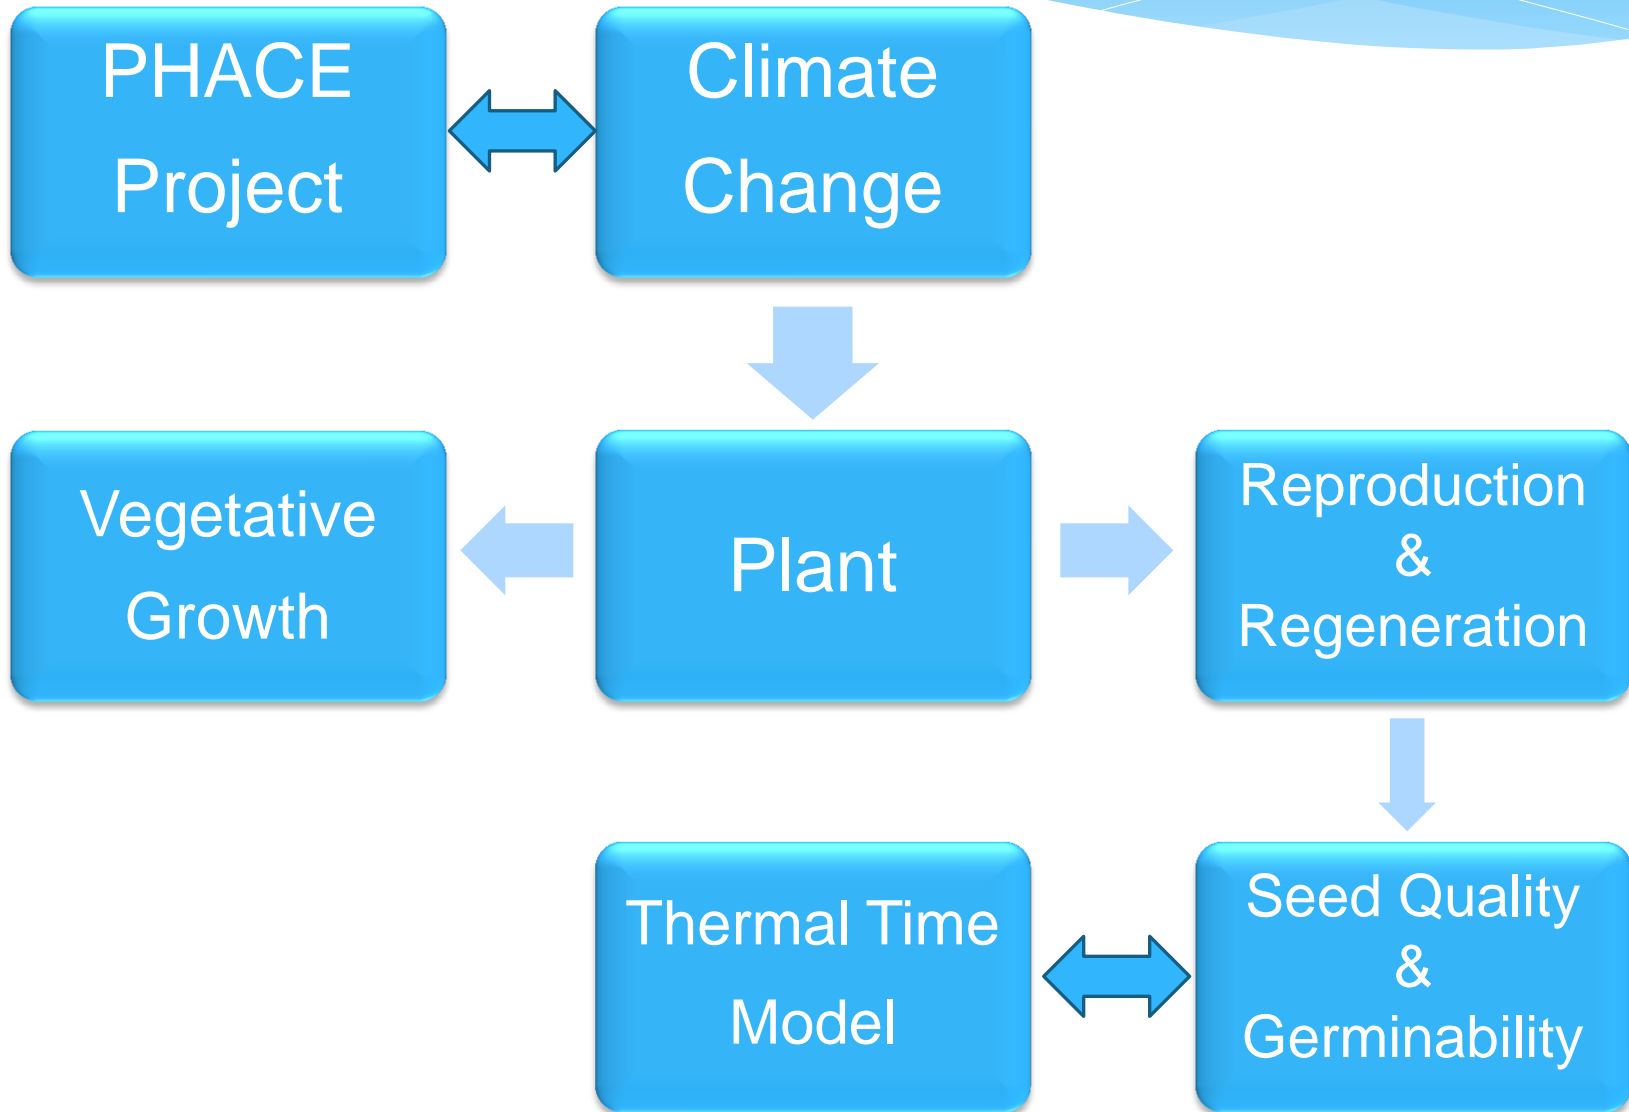 PHACE
Project
Climate
Change
Vegetative
Growth
Plant
Reproduction
&
Regeneration
Thermal Time
Model
Seed Quality
&
Germinability